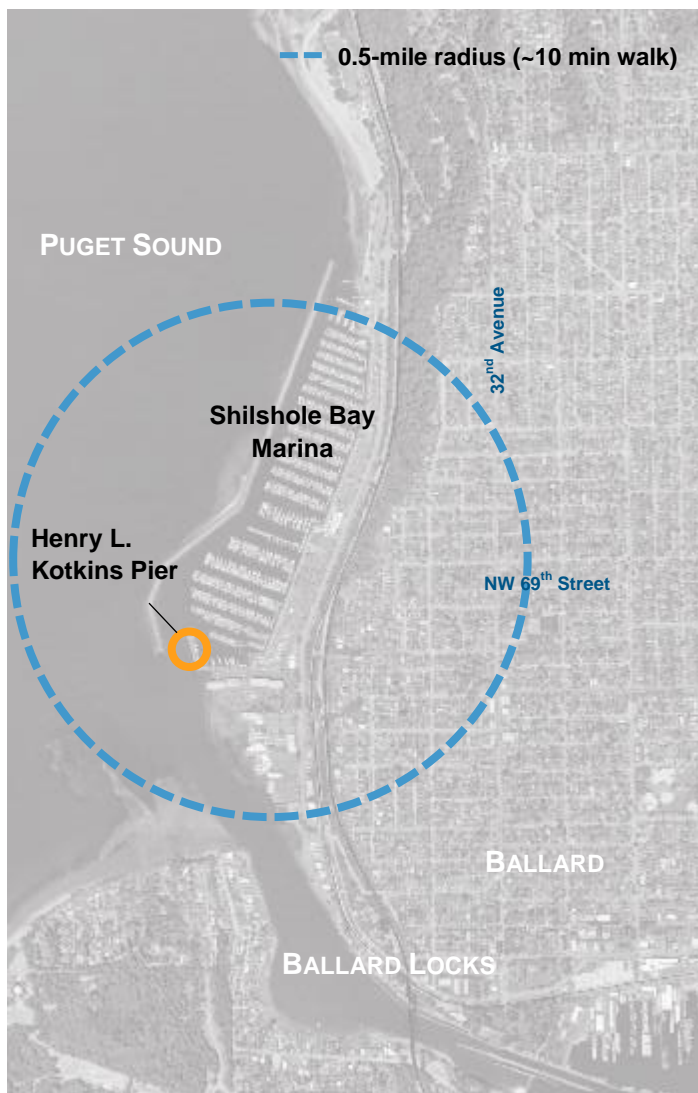 0.5-mile radius (~10 min walk)
PUGET SOUND
32nd Avenue
Shilshole Bay
Marina
Henry L.
Kotkins Pier
NW 69th Street
BALLARD
BALLARD LOCKS